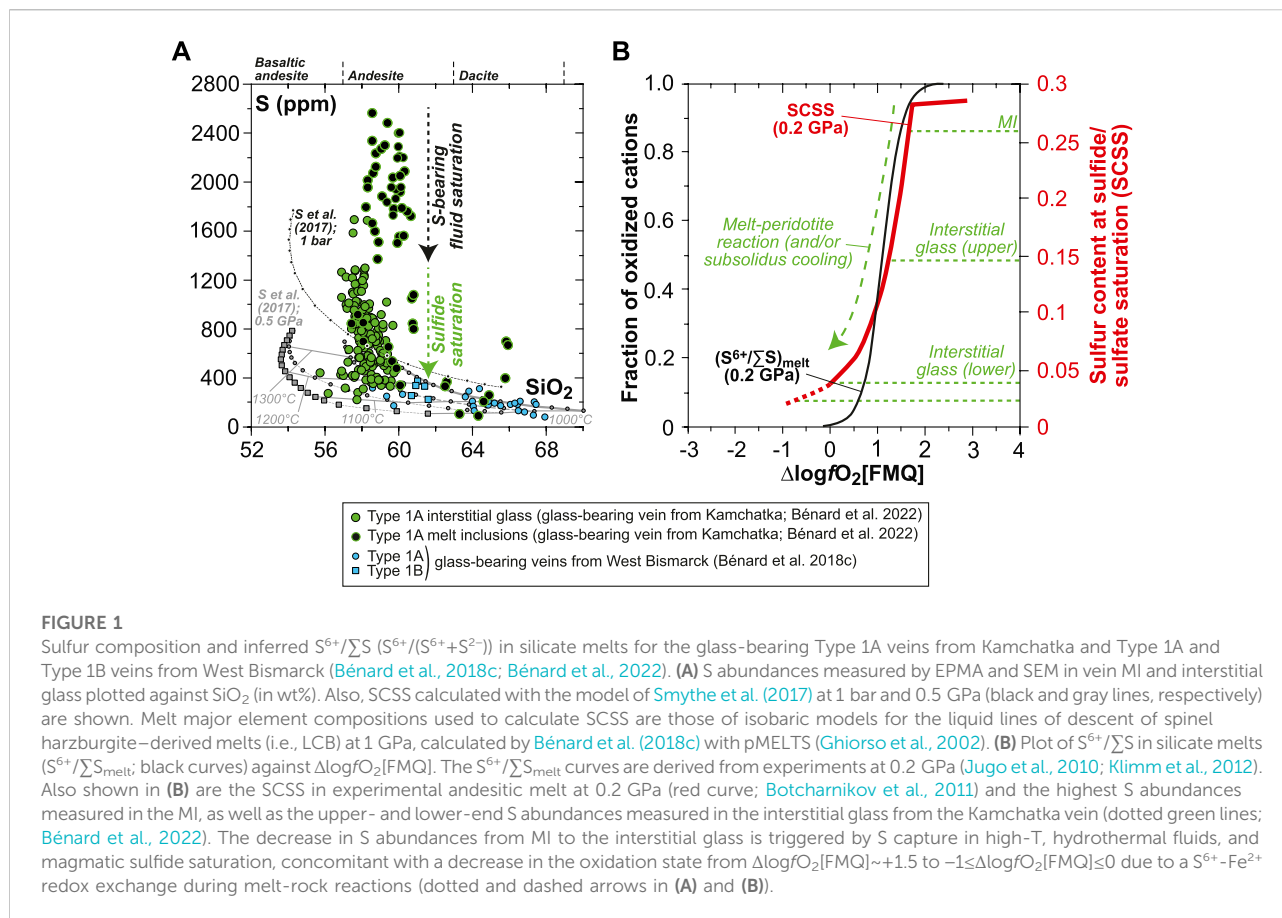 A
Basaltic andesite
Andesite
Dacite
2800
2400
2000
1600
1200
800
400
0
S (ppm)
S-bearing
fluid saturation
Sulfide
saturation
S et al.
(2017);
1 bar
S et al.
(2017);
0.5 GPa
1300°C
1200°C
1100°C
1000°C
SiO₂
52 56 60 64 68
B
Fraction of oxidized cations
1.0
0.8
0.6
0.4
0.2
0
SCSS
(0.2 GPa)
MI
Melt-peridotite
reaction (and/or
subsolidus cooling)
Interstitial
glass (upper)
(S⁶⁺/∑S)melt
(0.2 GPa)
Interstitial
glass (lower)
0.3
0.25
0.2
0.15
0.1
0.05
0
Sulfur content at sulfide/
sulfate saturation (SCSS)
-3 -2 -1 0 1 2 3 4
ΔlogfO₂[FMQ]
Type 1A interstitial glass (glass-bearing vein from Kamchatka; Bénard et al. 2022)
Type 1A melt inclusions (glass-bearing vein from Kamchatka; Bénard et al. 2022)
Type 1A
Type 1B
) glass-bearing veins from West Bismarck (Bénard et al. 2018c)
FIGURE 1
Sulfur composition and inferred S⁶⁺/∑S (S⁶⁺/(S⁶⁺+S²⁻)) in silicate melts for the glass-bearing Type 1A veins from Kamchatka and Type 1A and
Type 1B veins from West Bismarck (Bénard et al., 2018c; Bénard et al., 2022). (A) S abundances measured by EPMA and SEM in vein MI and interstitial
glass plotted against SiO₂ (in wt%). Also, SCSS calculated with the model of Smythe et al. (2017) at 1 bar and 0.5 GPa (black and gray lines, respectively)
are shown. Melt major element compositions used to calculate SCSS are those of isobaric models for the liquid lines of descent of spinel
harzburgite–derived melts (i.e., LCB) at 1 GPa, calculated by Bénard et al. (2018c) with pMELTS (Ghiorso et al., 2002). (B) Plot of S⁶⁺/∑S in silicate melts
(S⁶⁺/∑Smelt; black curves) against ΔlogfO₂[FMQ]. The S⁶⁺/∑Smelt curves are derived from experiments at 0.2 GPa (Jugo et al., 2010; Klimm et al., 2012).
Also shown in (B) are the SCSS in experimental andesitic melt at 0.2 GPa (red curve; Botcharnikov et al., 2011) and the highest S abundances
measured in the MI, as well as the upper- and lower-end S abundances measured in the interstitial glass from the Kamchatka vein (dotted green lines;
Bénard et al., 2022). The decrease in S abundances from MI to the interstitial glass is triggered by S capture in high-T, hydrothermal fluids, and
magmatic sulfide saturation, concomitant with a decrease in the oxidation state from ΔlogfO₂[FMQ]~+1.5 to −1≤ΔlogfO₂[FMQ]≤0 due to a S⁶⁺-Fe²⁺
redox exchange during melt-rock reactions (dotted and dashed arrows in (A) and (B)).